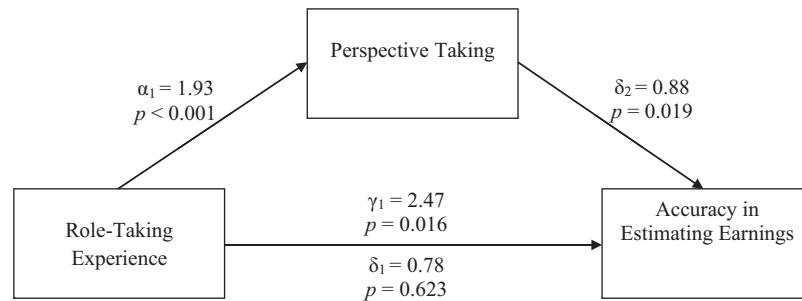 Perspective Taking
α₁ = 1.93
p < 0.001
δ₂ = 0.88
p = 0.019
Role-Taking
Experience
γ₁ = 2.47
p = 0.016
δ₁ = 0.78
p = 0.623
Accuracy in
Estimating Earnings